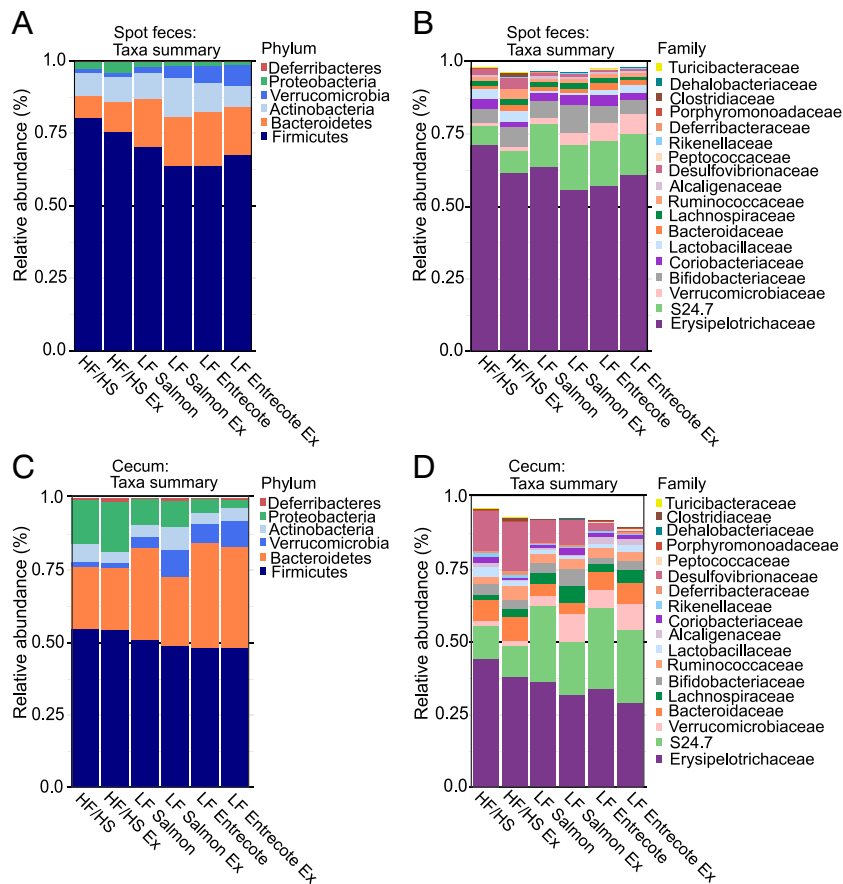 A
Spot feces:
Taxa summary
Phylum
Deferribacteres
Proteobacteria
Verrucomicrobia
Actinobacteria
Bacteroidetes
Firmicutes
Relative abundance (%)
1.0
0.75
0.50
0.25
0.0
HF/HS
HF/HS Ex
LF Salmon
LF Salmon Ex
LF Entrecote
LF Entrecote Ex
B
Spot feces:
Taxa summary
Family
Turicibacteraceae
Dehalobacteriaceae
Clostridiaceae
Porphyromonoadaceae
Deferribacteraceae
Rikenellaceae
Peptococcaceae
Desulfovibrionaceae
Alcaligenaceae
Ruminococcaceae
Lachnospiraceae
Bacteroidaceae
Lactobacillaceae
Coriobacteriaceae
Bifidobacteriaceae
Verrucomicrobiaceae
S24.7
Erysipelotrichaceae
Relative abundance (%)
1.0
0.75
0.50
0.25
0.0
HF/HS
HF/HS Ex
LF Salmon
LF Salmon Ex
LF Entrecote
LF Entrecote Ex
C
Cecum:
Taxa summary
Phylum
Deferribacteres
Proteobacteria
Actinobacteria
Verrucomicrobia
Bacteroidetes
Firmicutes
Relative abundance (%)
1.0
0.75
0.50
0.25
0.0
HF/HS
HF/HS Ex
LF Salmon
LF Salmon Ex
LF Entrecote
LF Entrecote Ex
D
Cecum:
Taxa summary
Family
Turicibacteraceae
Clostridiaceae
Dehalobacteriaceae
Porphyromonoadaceae
Peptococcaceae
Desulfovibrionaceae
Deferribacteraceae
Rikenellaceae
Coriobacteriaceae
Alcaligenaceae
Lactobacillaceae
Ruminococcaceae
Bifidobacteriaceae
Lachnospiraceae
Bacteroidaceae
Verrucomicrobiaceae
S24.7
Erysipelotrichaceae
Relative abundance (%)
1.0
0.75
0.50
0.25
0.0
HF/HS
HF/HS Ex
LF Salmon
LF Salmon Ex
LF Entrecote
LF Entrecote Ex